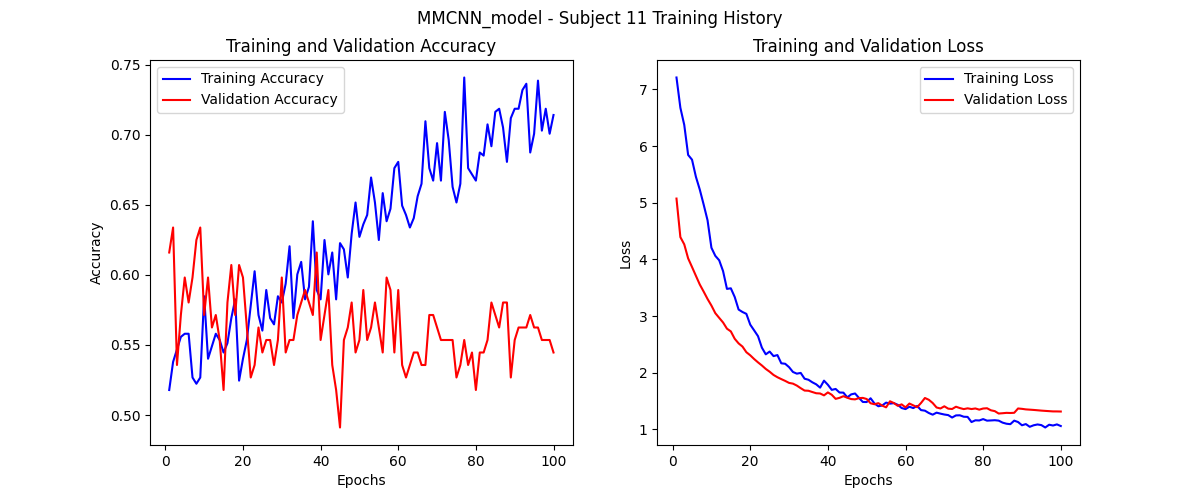 MMCNN_model - Subject 11 Training History
Training and Validation Accuracy
Training Accuracy
Validation Accuracy
Accuracy
0.75
0.70
0.65
0.60
0.55
0.50
0 20 40 60 80 100
Epochs
Training and Validation Loss
Training Loss
Validation Loss
Loss
7
6
5
4
3
2
1
0 20 40 60 80 100
Epochs